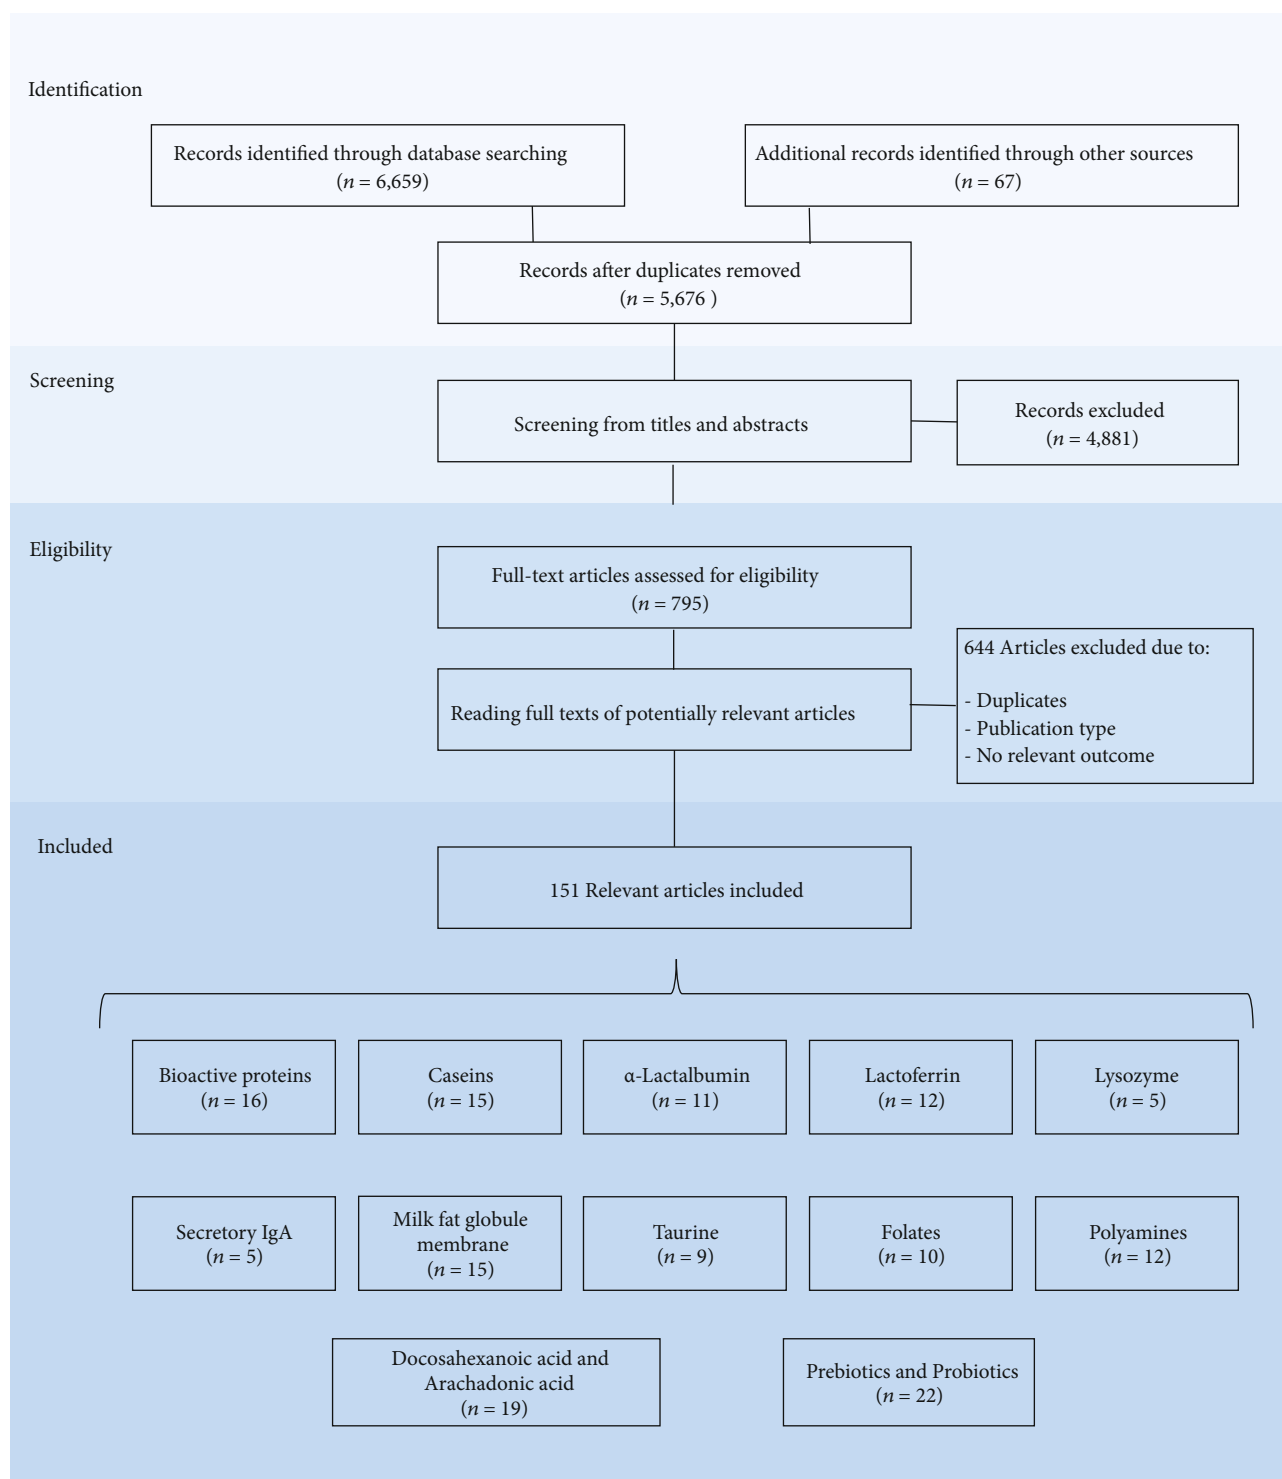 Identification
Records identified through database searching
(n = 6,659)
Additional records identified through other sources
(n = 67)
Records after duplicates removed
(n = 5,676 )
Screening
Screening from titles and abstracts
Records excluded
(n = 4,881)
Eligibility
Full-text articles assessed for eligibility
(n = 795)
Reading full texts of potentially relevant articles
644 Articles excluded due to:
- Duplicates
- Publication type
- No relevant outcome
Included
151 Relevant articles included
Bioactive proteins
(n = 16)
Caseins
(n = 15)
α-Lactalbumin
(n = 11)
Lactoferrin
(n = 12)
Lysozyme
(n = 5)
Secretory IgA
(n = 5)
Milk fat globule
membrane
(n = 15)
Taurine
(n = 9)
Folates
(n = 10)
Polyamines
(n = 12)
Docosahexanoic acid and
Arachadonic acid
(n = 19)
Prebiotics and Probiotics
(n = 22)